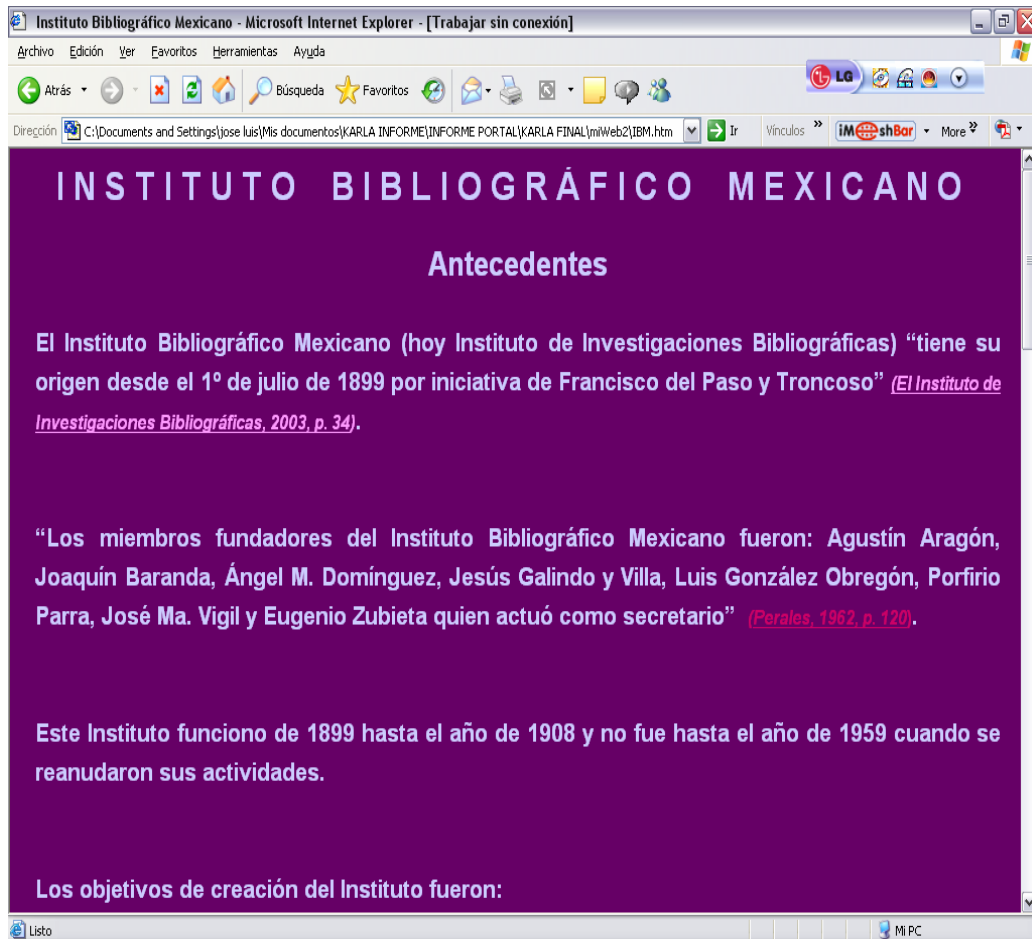 Instituto Bibliográfico Mexicano - Microsoft Internet Explorer - [Trabajar sin conexión]
Archivo Edición Ver Favoritos Herramientas Ayuda
Atrás Búsqueda Favoritos LG
Dirección C:\Documents and Settings\jose luis\Mis documentos\KARLA INFORME\INFORME PORTAL\KARLA FINAL\miWeb2\IBM.htm Ir Vínculos » iMeshBar More »
INSTITUTO BIBLIOGRÁFICO MEXICANO
Antecedentes
El Instituto Bibliográfico Mexicano (hoy Instituto de Investigaciones Bibliográficas) “tiene su
origen desde el 1º de julio de 1899 por iniciativa de Francisco del Paso y Troncoso” (El Instituto de
Investigaciones Bibliográficas, 2003, p. 34).
“Los miembros fundadores del Instituto Bibliográfico Mexicano fueron: Agustín Aragón,
Joaquín Baranda, Ángel M. Domínguez, Jesús Galindo y Villa, Luis González Obregón, Porfirio
Parra, José Ma. Vigil y Eugenio Zubieta quien actuó como secretario” (Perales, 1962, p. 120).
Este Instituto funciono de 1899 hasta el año de 1908 y no fue hasta el año de 1959 cuando se
reanudaron sus actividades.
Los objetivos de creación del Instituto fueron:
Listo Mi PC